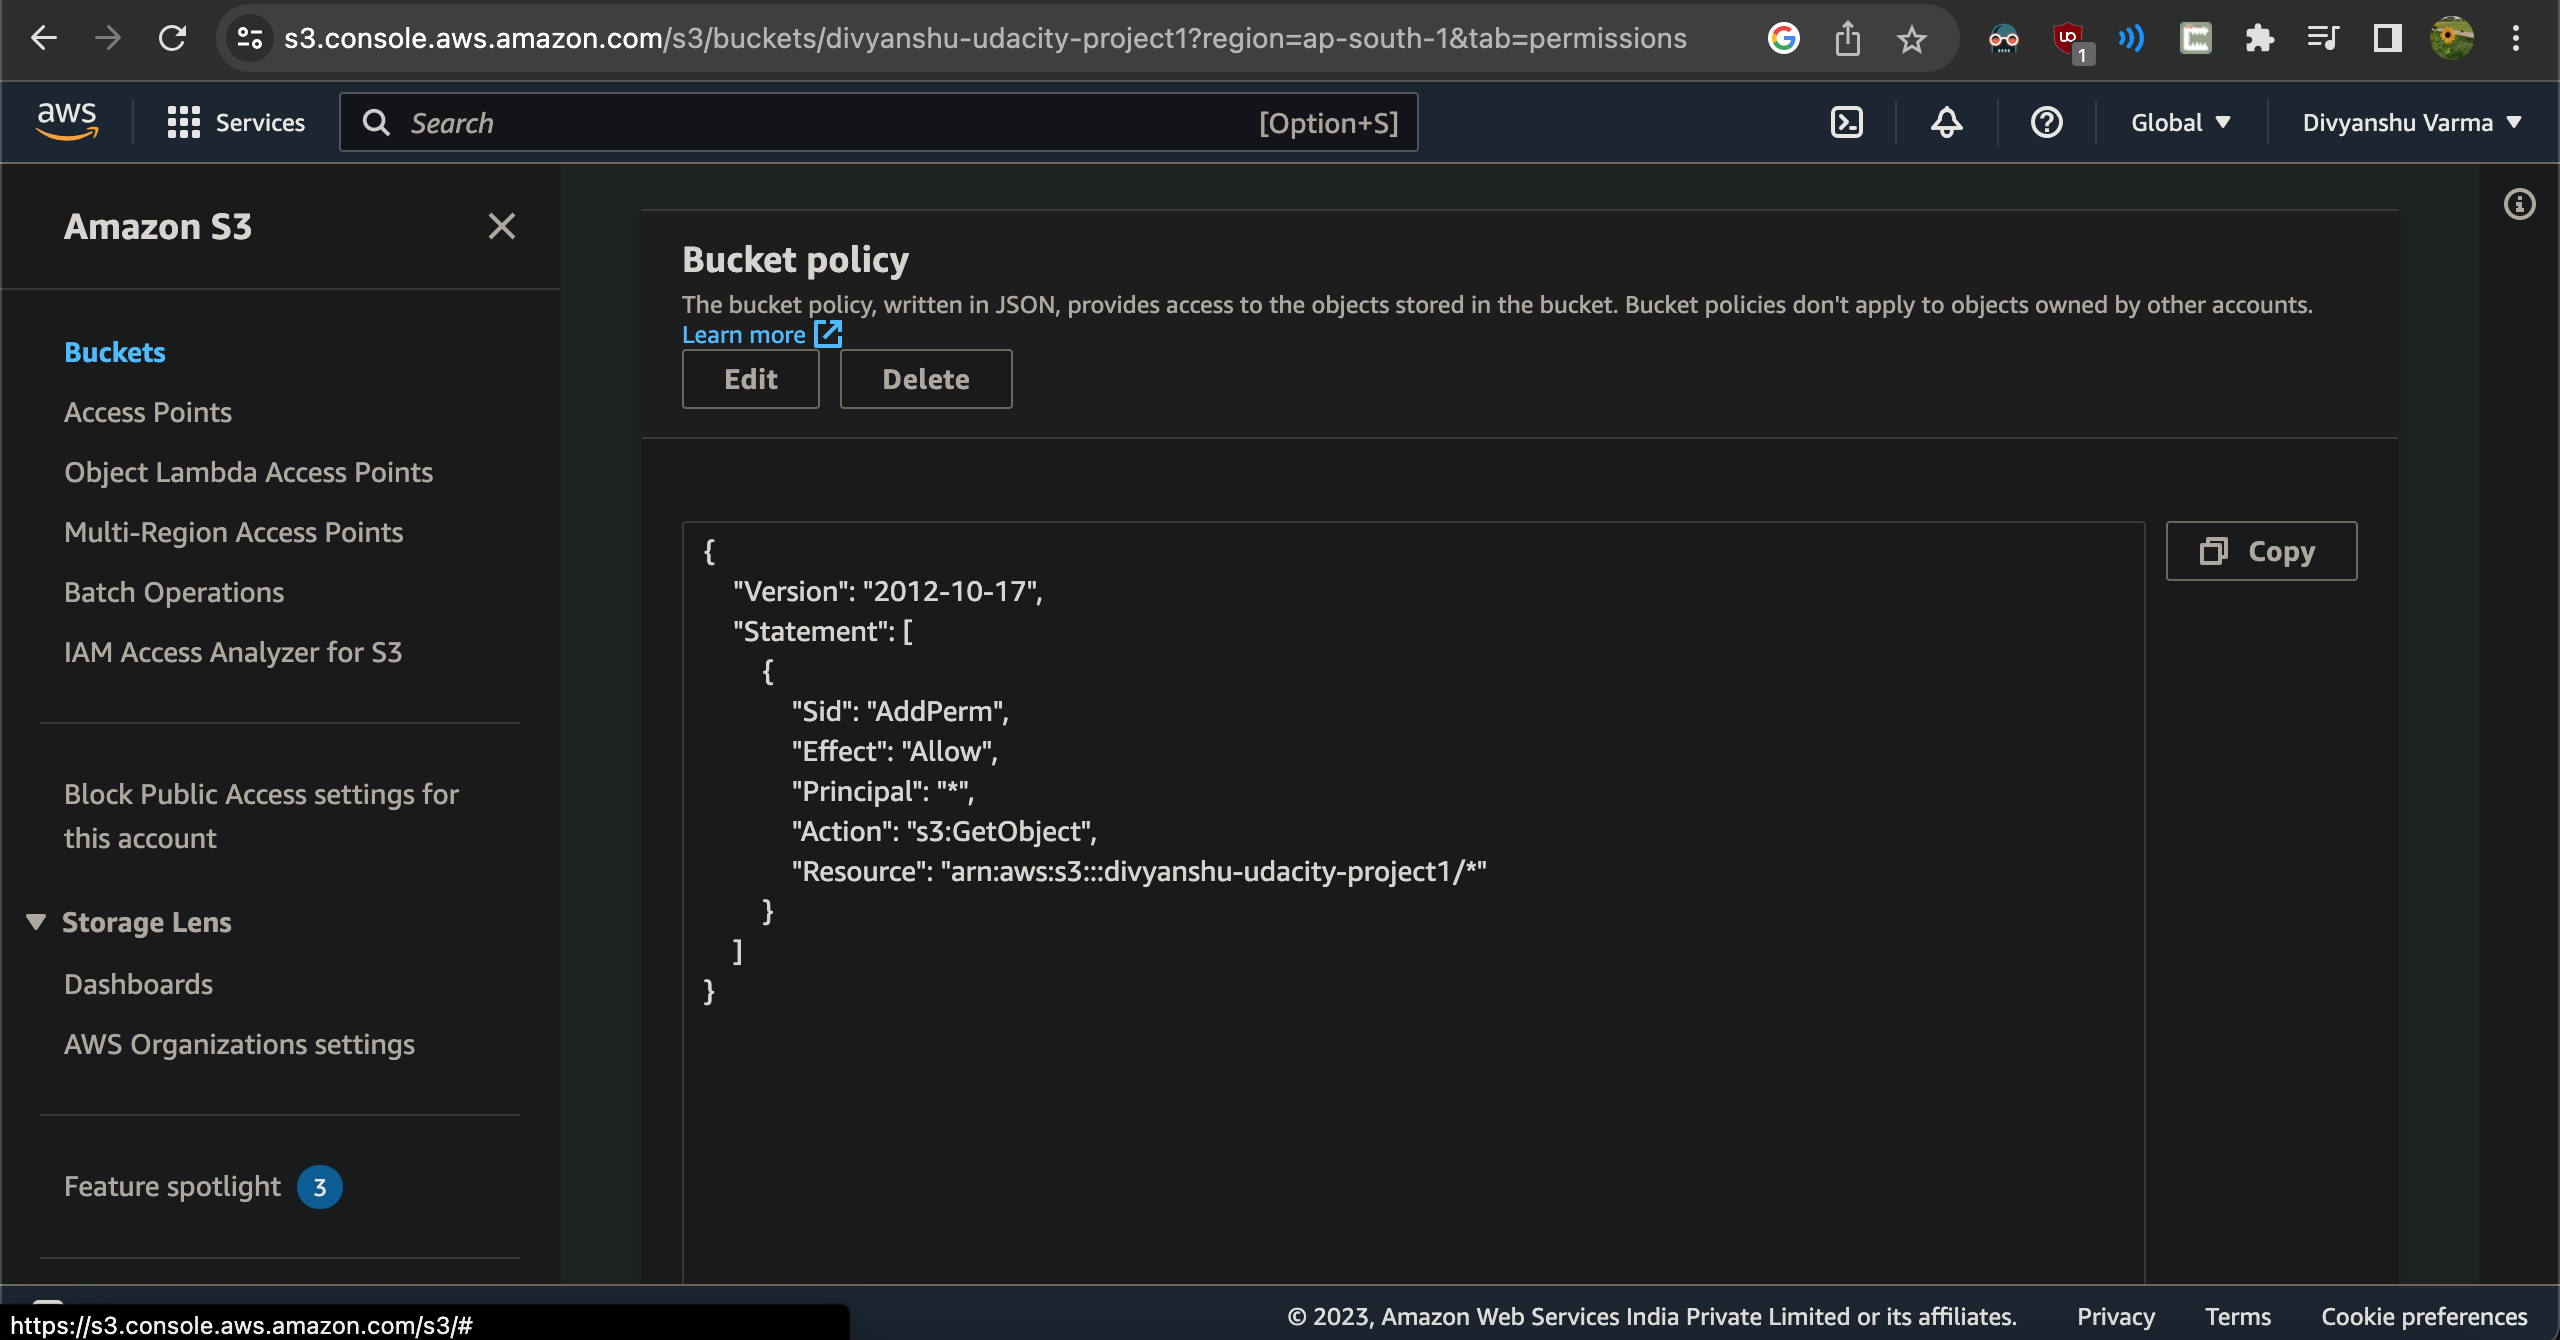 s3.console.aws.amazon.com/s3/buckets/divyanshu-udacity-project1?region=ap-south-1&tab=permissions
1
aws
Services
Search
[Option+S]
Global
Divyanshu Varma
Amazon S3
Buckets
Access Points
Object Lambda Access Points
Multi-Region Access Points
Batch Operations
IAM Access Analyzer for S3
Block Public Access settings for
this account
Storage Lens
Dashboards
AWS Organizations settings
Feature spotlight 3
Bucket policy
The bucket policy, written in JSON, provides access to the objects stored in the bucket. Bucket policies don't apply to objects owned by other accounts.
Learn more
Edit
Delete
Copy
{
"Version": "2012-10-17",
"Statement": [
{
"Sid": "AddPerm",
"Effect": "Allow",
"Principal": "*",
"Action": "s3:GetObject",
"Resource": "arn:aws:s3:::divyanshu-udacity-project1/*"
}
]
}
https://s3.console.aws.amazon.com/s3/#
© 2023, Amazon Web Services India Private Limited or its affiliates.
Privacy
Terms
Cookie preferences